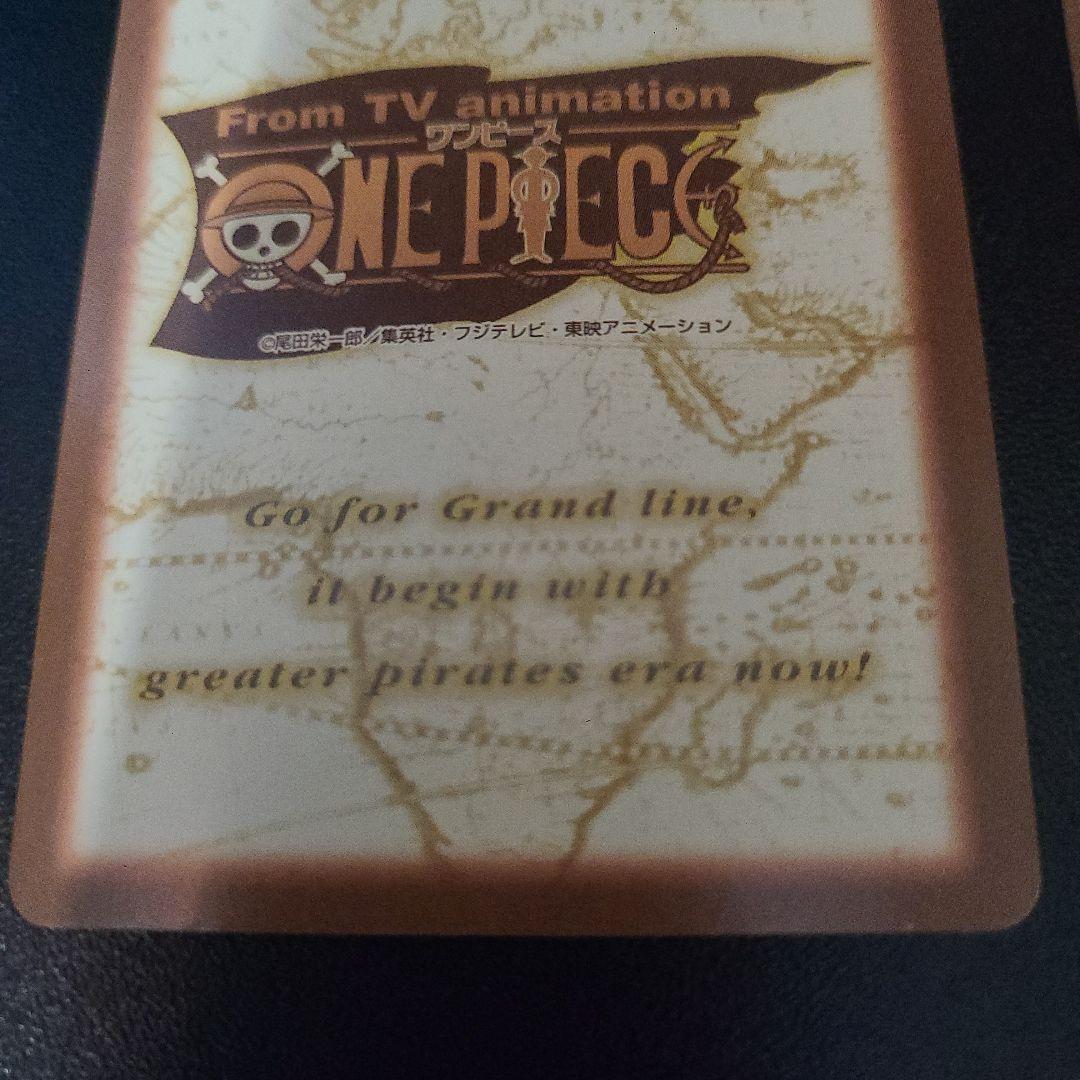 From TV animation
ワンピース
ONE PIECE
©尾田栄一郎／集英社・フジテレビ・東映アニメーション
Go for Grand line,
it begin with
greater pirates era now!